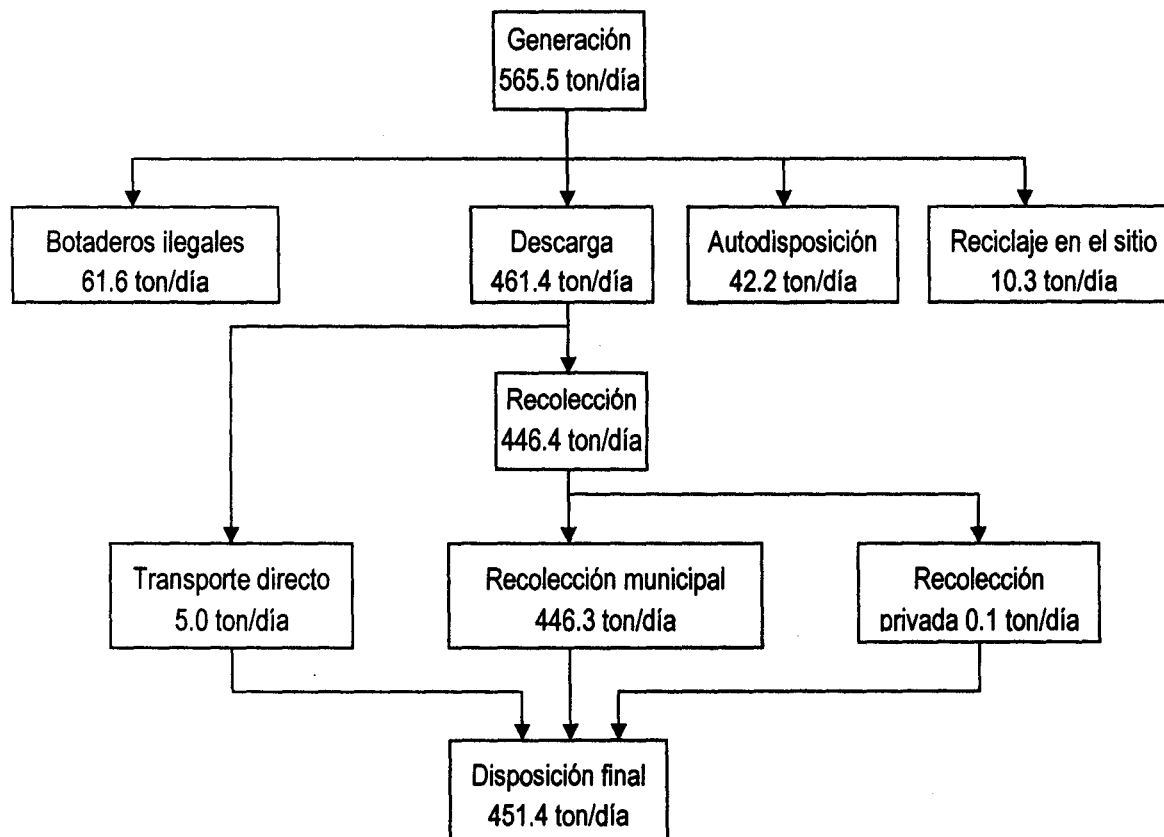 Generación
565.5 ton/día
Botaderos ilegales
61.6 ton/día
Descarga
461.4 ton/día
Autodisposición
42.2 ton/día
Reciclaje en el sitio
10.3 ton/día
Recolección
446.4 ton/día
Transporte directo
5.0 ton/día
Recolección municipal
446.3 ton/día
Recolección
privada 0.1 ton/día
Disposición final
451.4 ton/día